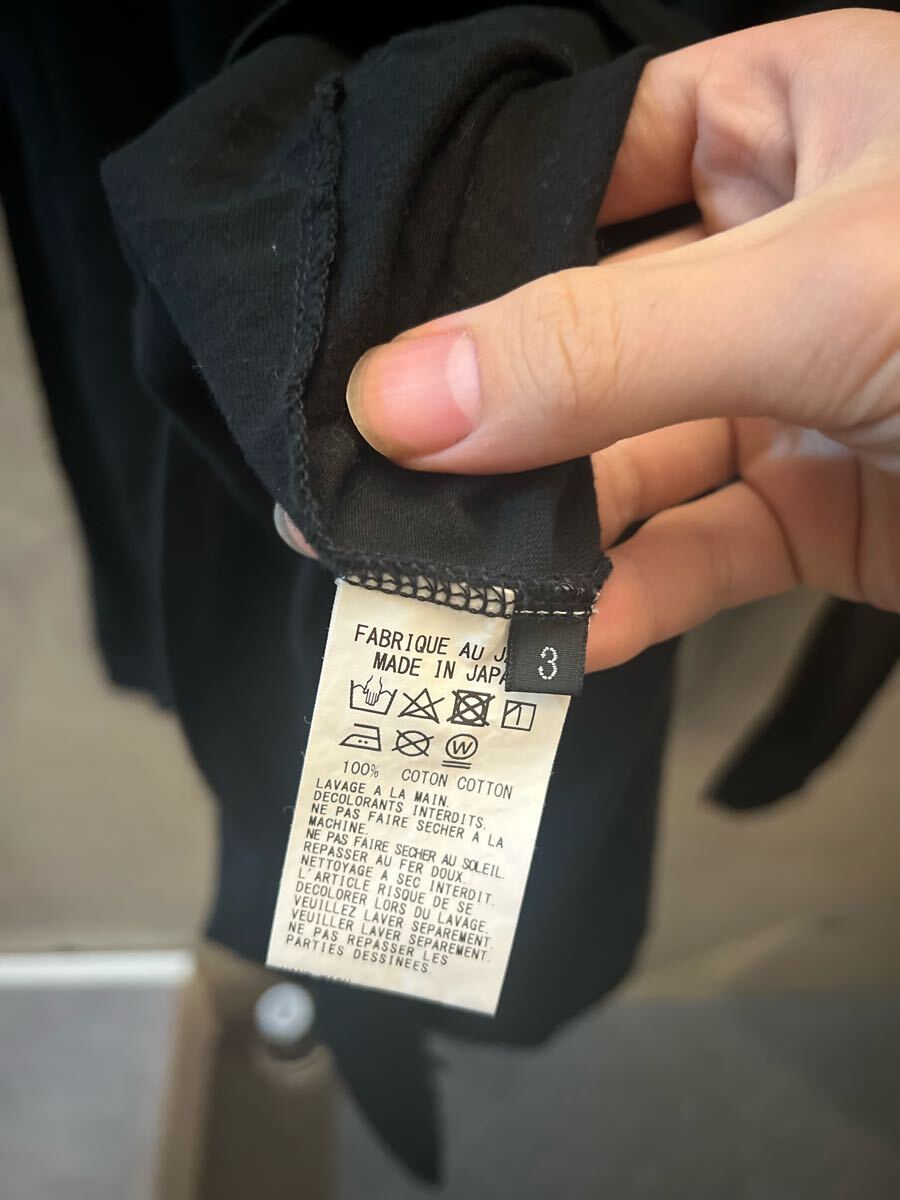 FABRIQUE AU
MADE IN
3
W
100% COTON COTTON
LAVAGE A LA MAIN.
DECOLORANTS INTERDITS.
NE PAS FAIRE SECHER A LA
MACHINE.
NE PAS FAIRE SECHER AU SOLEIL.
REPASSER AU FER DOUX.
NETTOYAGE A SEC INTERDIT.
L'ARTICLE RISQUE DE SE
DECOLORER LORS DU LAVAGE.
VEUILLEZ LAVER SEPAREMENT.
VEUILLER LAVER SEPAREMENT.
NE PAS REPASSER LES
PARTIES DESSINEES.